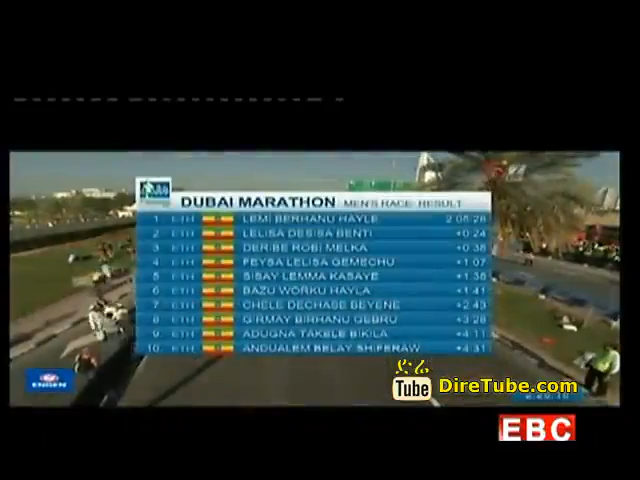 DUBAI MARATHON MEN'S RACE RESULT
1 ETH LEMI BERHANU HAYLE 2:05:28
2 ETH LELISA DESISA BENTI +0:24
3 ETH DERIBE ROBI MELKA +0:38
4 ETH FEYSA LELISA GEMECHU +1:07
5 ETH SISAY LEMMA KASAYE +1:38
6 ETH BAZU WORKU HAYLA +1:41
7 ETH CHELE DECHASE BEYENE +2:43
8 ETH GIRMAY BIRHANU GEBRU +3:28
9 ETH ADUGNA TAKELE BIKILA +4:11
10 ETH ANDUALEM BELAY SHIFERAW +4:31
ድሬ
Tube DireTube.com
ENGEN
EBC